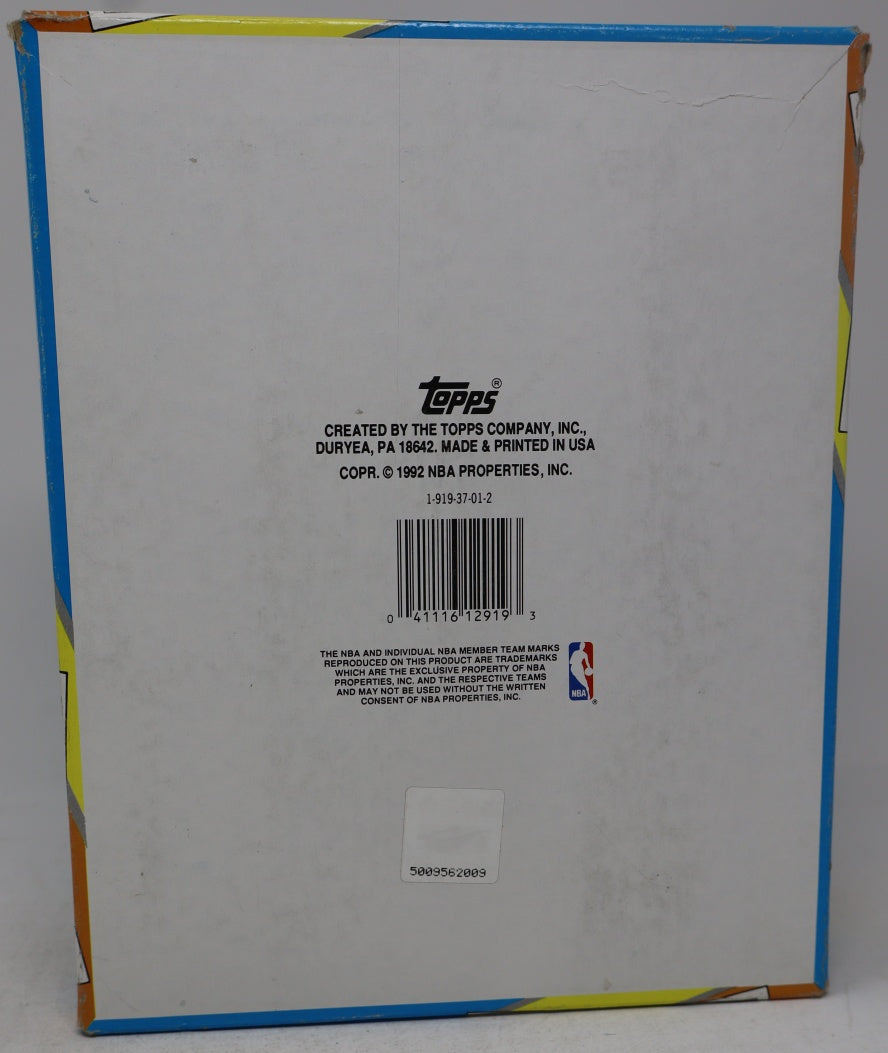 TOPPS®
CREATED BY THE TOPPS COMPANY, INC.,
DURYEA, PA 18642. MADE & PRINTED IN USA
COPR. © 1992 NBA PROPERTIES, INC.
1-919-37-01-2
0 41116 12919 3
THE NBA AND INDIVIDUAL NBA MEMBER TEAM MARKS
REPRODUCED ON THIS PRODUCT ARE TRADEMARKS
WHICH ARE THE EXCLUSIVE PROPERTY OF NBA
PROPERTIES, INC. AND THE RESPECTIVE TEAMS
AND MAY NOT BE USED WITHOUT THE WRITTEN
CONSENT OF NBA PROPERTIES, INC.
NBA
®
5009562009